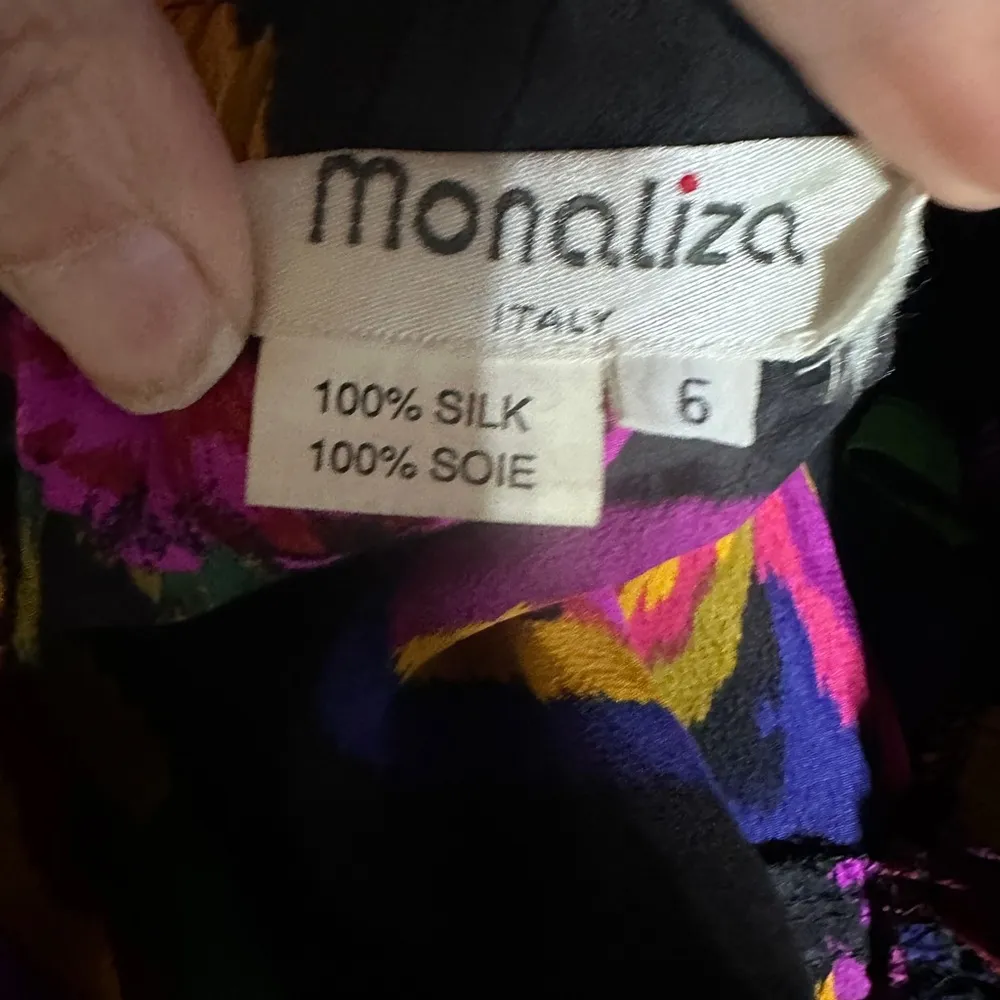 monaliza
ITALY
100% SILK
100% SOIE
6